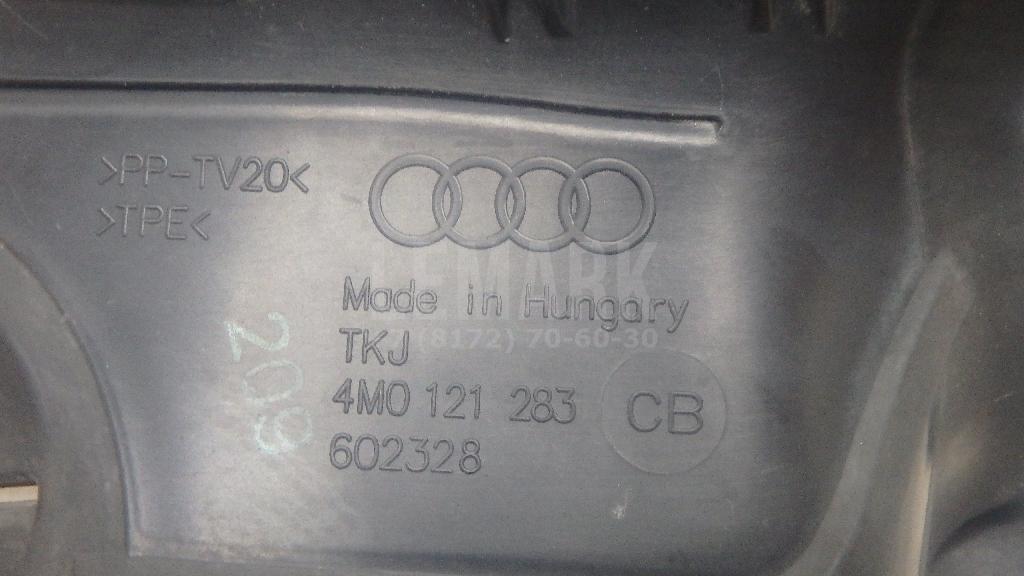 >PP-TV20<
>TPE<
Made in Hungary
TKJ
4M0 121 283 CB
602328
209
(8172) 70-60-30